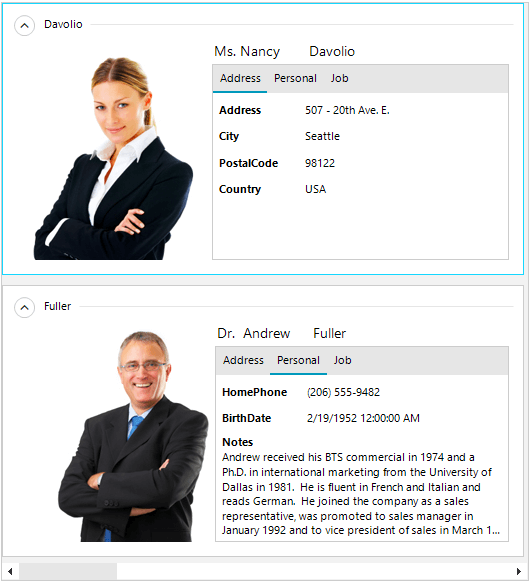 Davolio
Ms. Nancy Davolio
Address Personal Job
Address 507 - 20th Ave. E.
City Seattle
PostalCode 98122
Country USA
Fuller
Dr. Andrew Fuller
Address Personal Job
HomePhone (206) 555-9482
BirthDate 2/19/1952 12:00:00 AM
Notes
Andrew received his BTS commercial in 1974 and a
Ph.D. in international marketing from the University of
Dallas in 1981. He is fluent in French and Italian and
reads German. He joined the company as a sales
representative, was promoted to sales manager in
January 1992 and to vice president of sales in March 1...